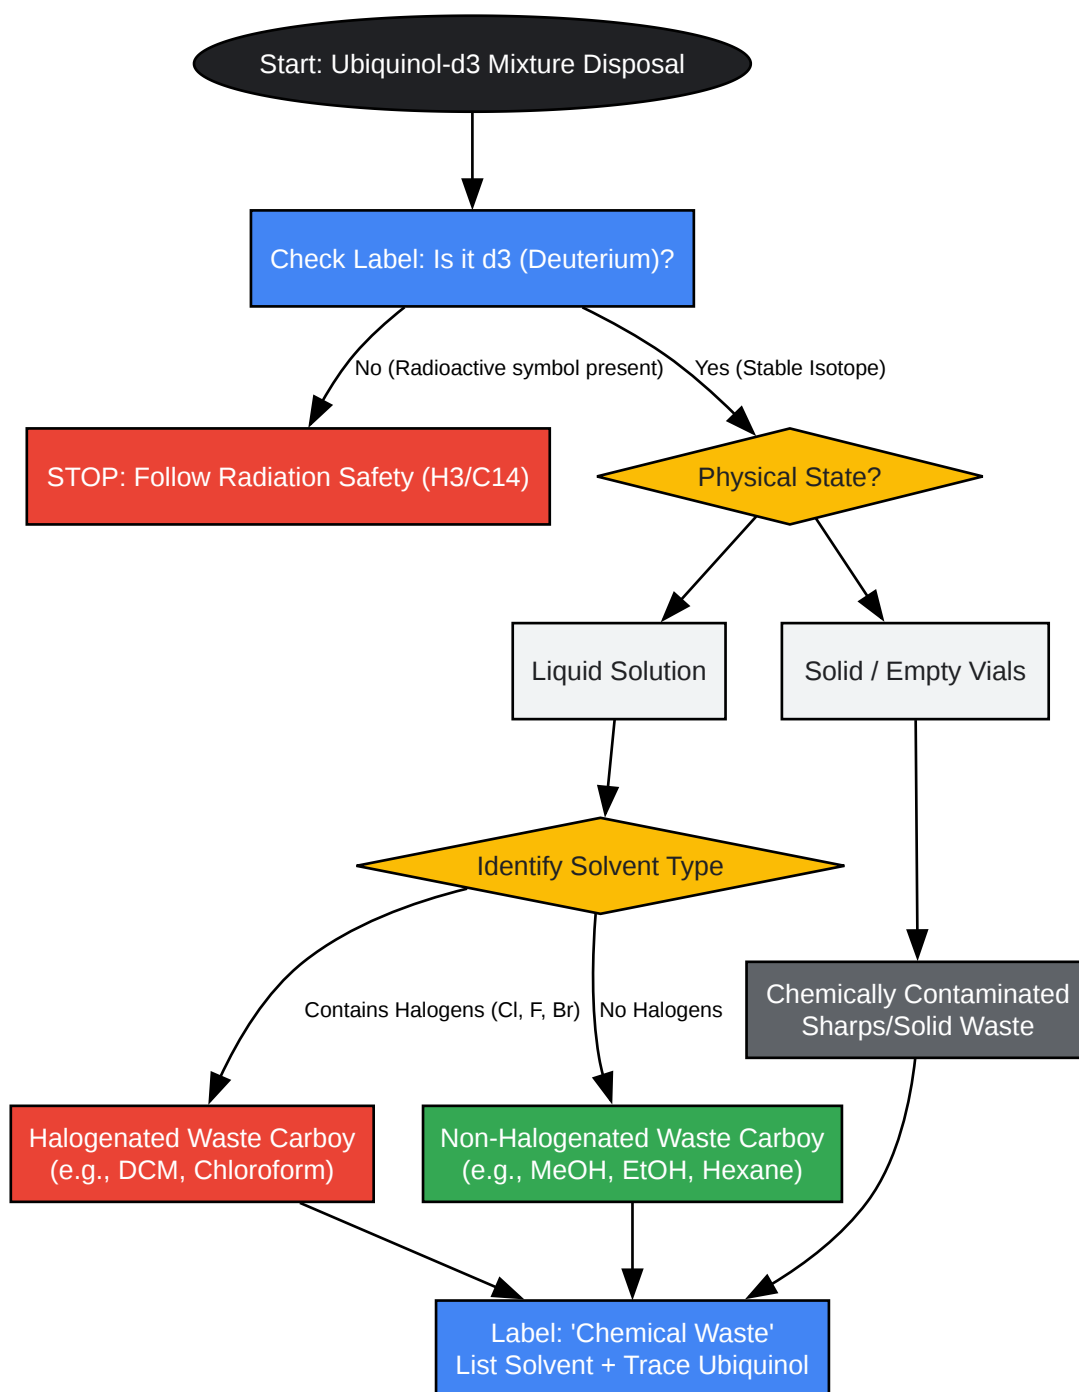 Start: Ubiquinol-d3 Mixture Disposal
Check Label: Is it d3 (Deuterium)?
No (Radioactive symbol present)
Yes (Stable Isotope)
STOP: Follow Radiation Safety (H3/C14)
Physical State?
Liquid Solution
Solid / Empty Vials
Identify Solvent Type
Contains Halogens (Cl, F, Br)
No Halogens
Chemically Contaminated
Sharps/Solid Waste
Halogenated Waste Carboy
(e.g., DCM, Chloroform)
Non-Halogenated Waste Carboy
(e.g., MeOH, EtOH, Hexane)
Label: 'Chemical Waste'
List Solvent + Trace Ubiquinol